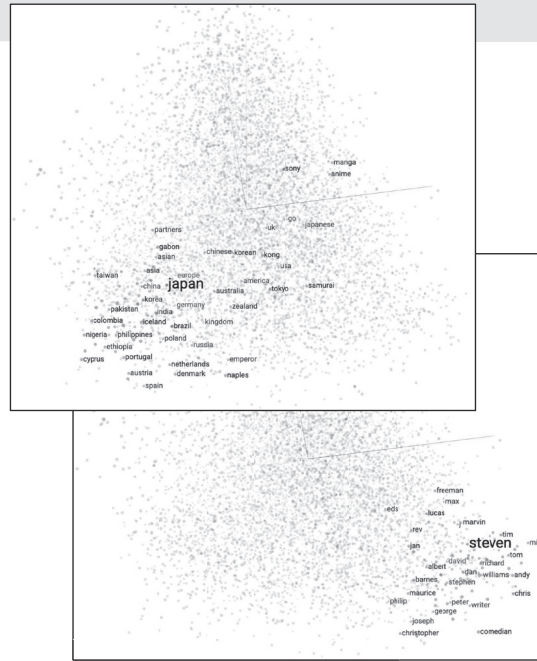 sony
manga
anime
go
japanese
uk
partners
gabon
asian
chinese
korean
kong
usa
asia
taiwan
europe
china
japan
america
australia
tokyo
samurai
korea
germany
zealand
pakistan
india
colombia
iceland
brazil
kingdom
nigeria
philippines
poland
ethiopia
russia
cyprus
portugal
netherlands
emperor
austria
denmark
naples
spain
freeman
max
eds
lucas
marvin
rev
tim
steven
jan
tom
david
richard
albert
dan
williams
andy
barnes
stephen
maurice
chris
philip
peter
writer
george
joseph
christopher
comedian